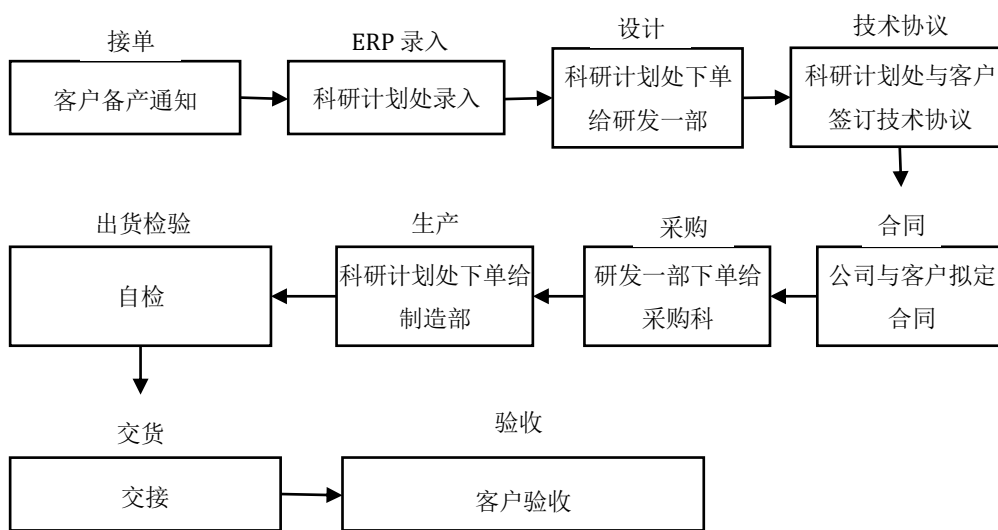 接单
ERP 录入
设计
技术协议
客户备产通知
科研计划处录入
科研计划处下单
给研发一部
科研计划处与客户
签订技术协议
出货检验
生产
采购
合同
自检
科研计划处下单给
制造部
研发一部下单给
采购科
公司与客户拟定
合同
交货
验收
交接
客户验收